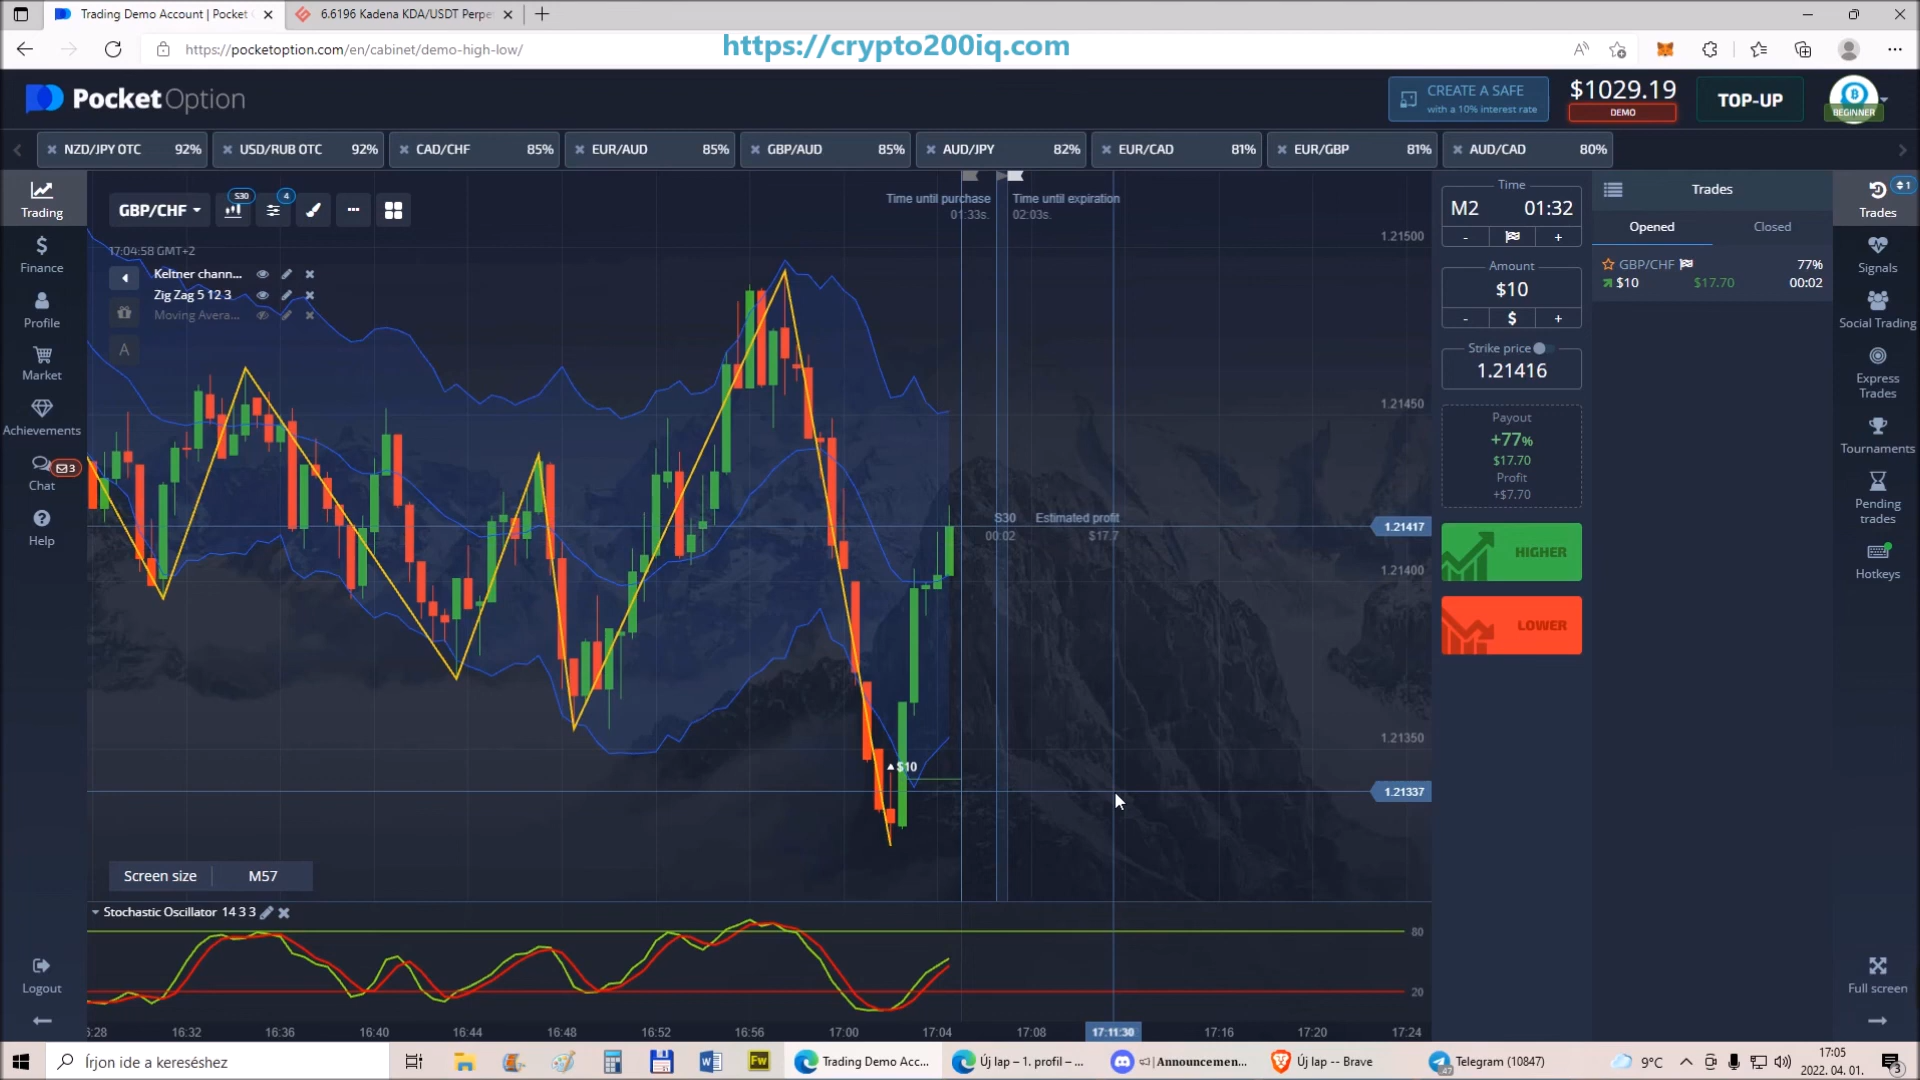 Trading Demo Account | Pocket
6.6196 Kadena KDA/USDT Perpe
https://pocketoption.com/en/cabinet/demo-high-low/
https://crypto200iq.com
PocketOption
CREATE A SAFE
with a 10% interest rate
$1029.19
DEMO
TOP-UP
BEGINNER
NZD/JPY OTC 92%
USD/RUB OTC 92%
CAD/CHF 85%
EUR/AUD 85%
GBP/AUD 85%
AUD/JPY 82%
EUR/CAD 81%
EUR/GBP 81%
AUD/CAD 80%
Trading
Finance
Profile
Market
Achievements
Chat
3
Help
Logout
GBP/CHF
S30
4
17:04:58 GMT+2
Keltner chann...
Zig Zag 5 12 3
Moving Avera...
A
Time until purchase
01:33s.
Time until expiration
02:03s.
1.21500
1.21450
S30
00:02
Estimated profit
$17.7
1.21417
1.21400
1.21350
$10
1.21337
Screen size M57
Stochastic Oscillator 14 3 3
80
20
6:28 16:32 16:36 16:40 16:44 16:48 16:52 16:56 17:00 17:04 17:08 17:11:30 17:16 17:20 17:24
Time
M2 01:32
- +
Amount
$10
- $ +
Strike price
1.21416
Payout
+77%
$17.70
Profit
+$7.70
HIGHER
LOWER
Trades
Opened Closed
GBP/CHF 77%
$10 $17.70 00:02
1
Trades
Signals
Social Trading
Express
Trades
Tournaments
Pending
trades
Hotkeys
Full screen
Írjon ide a kereséshez
Fw
Trading Demo Acc...
Új lap – 1. profil – ...
|Announcemen...
Új lap -- Brave
47
Telegram (10847)
9°C
17:05
2022. 04. 01.
3